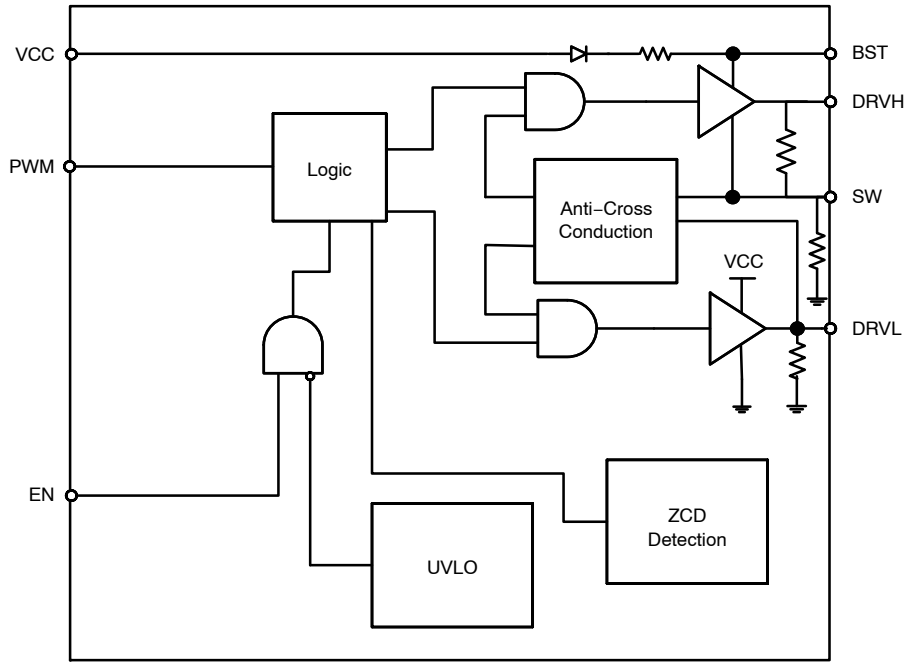 VCC
BST
DRVH
PWM
Logic
SW
Anti−Cross
Conduction
VCC
DRVL
EN
ZCD
Detection
UVLO